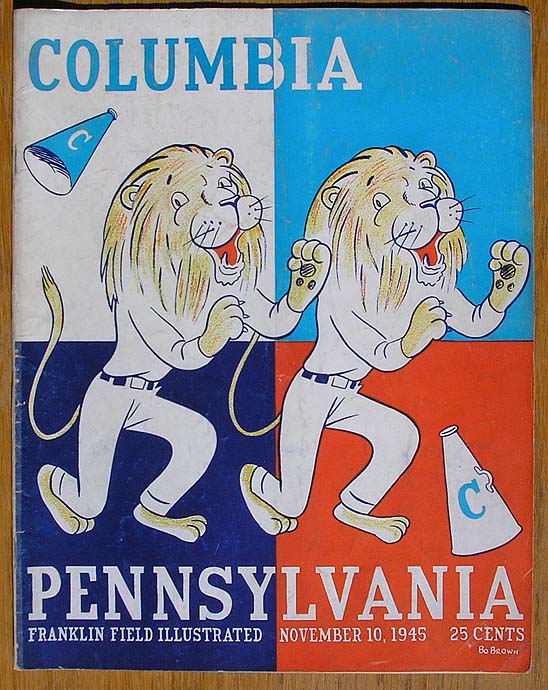 COLUMBIA
C
C
PENNSYLVANIA
FRANKLIN FIELD ILLUSTRATED NOVEMBER 10, 1945 25 CENTS
BO BROWN